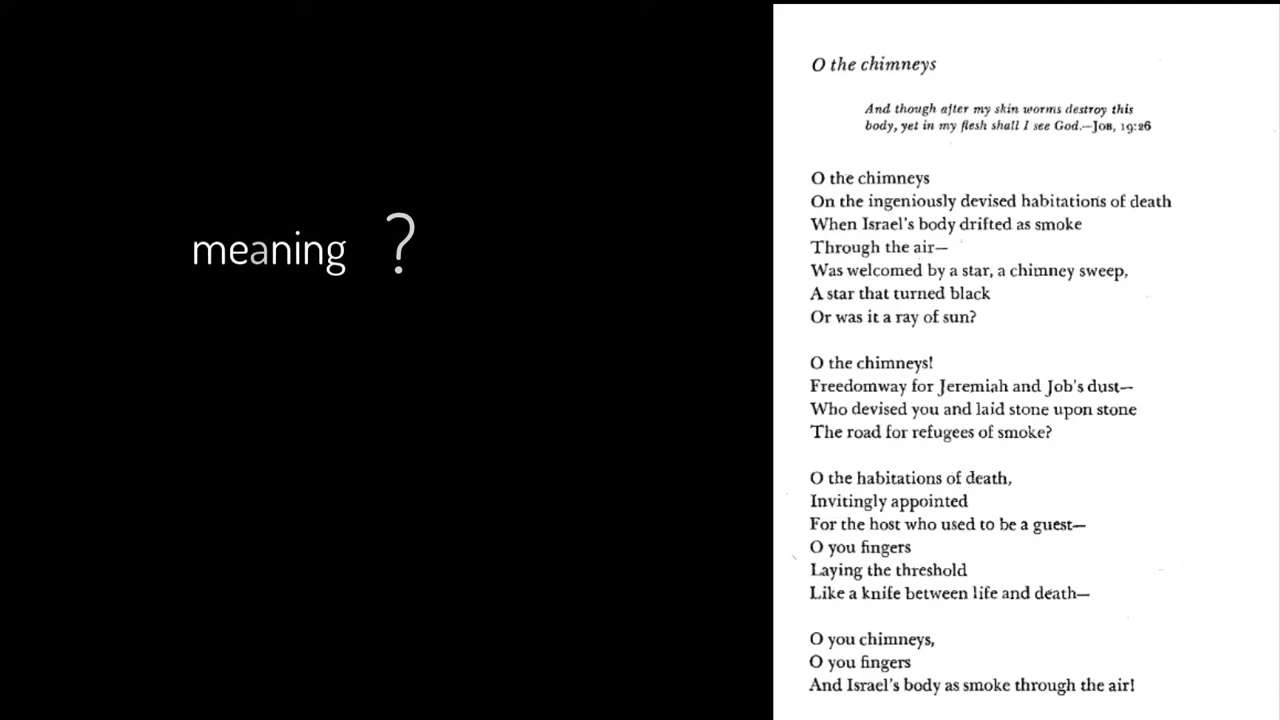 meaning ?
O the chimneys
And though after my skin worms destroy this
body, yet in my flesh shall I see God.—JOB, 19:26
O the chimneys
On the ingeniously devised habitations of death
When Israel's body drifted as smoke
Through the air—
Was welcomed by a star, a chimney sweep,
A star that turned black
Or was it a ray of sun?
O the chimneys!
Freedomway for Jeremiah and Job's dust—
Who devised you and laid stone upon stone
The road for refugees of smoke?
O the habitations of death,
Invitingly appointed
For the host who used to be a guest—
O you fingers
Laying the threshold
Like a knife between life and death—
O you chimneys,
O you fingers
And Israel's body as smoke through the air!